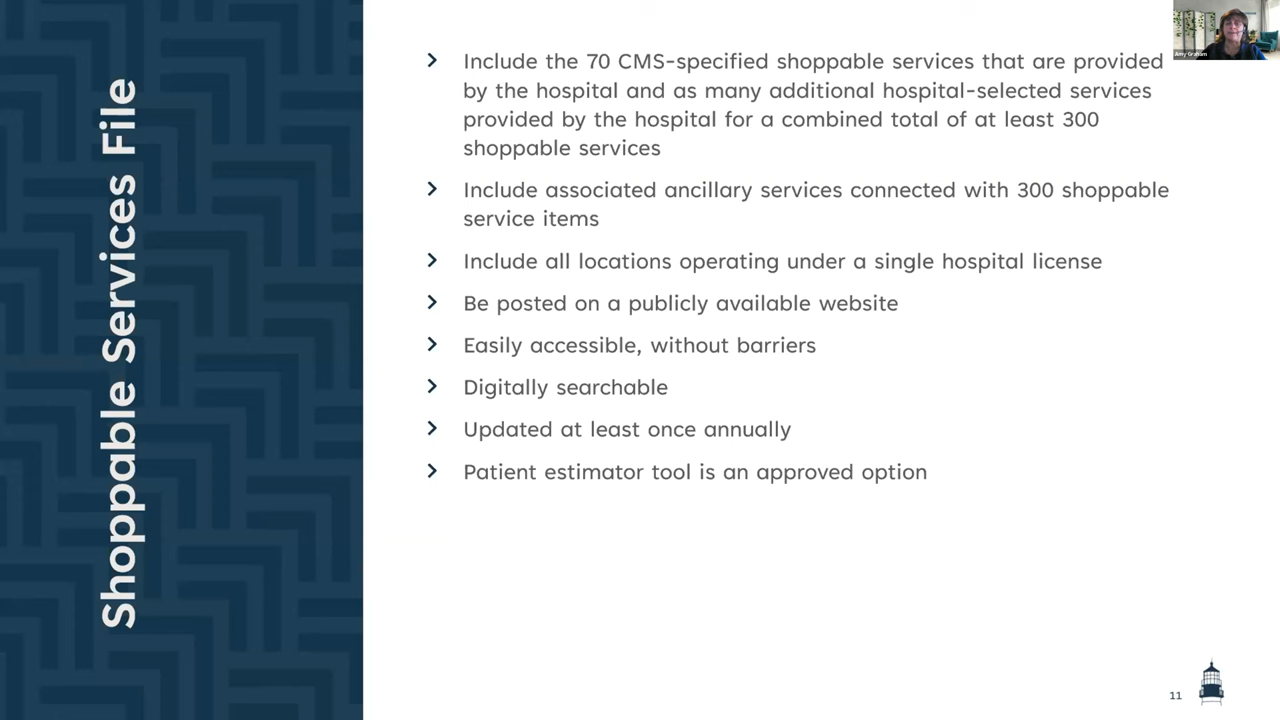 Shoppable Services File
Include the 70 CMS-specified shoppable services that are provided
by the hospital and as many additional hospital-selected services
provided by the hospital for a combined total of at least 300
shoppable services
Include associated ancillary services connected with 300 shoppable
service items
Include all locations operating under a single hospital license
Be posted on a publicly available website
Easily accessible, without barriers
Digitally searchable
Updated at least once annually
Patient estimator tool is an approved option
Amy Graham
11